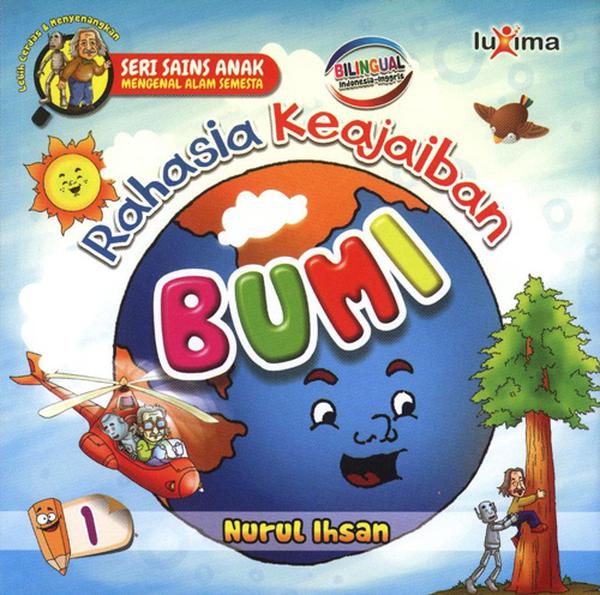 Lebih Cerdas & Menyenangkan
SERI SAINS ANAK
MENGENAL ALAM SEMESTA
BILINGUAL
Indonesia-Inggris
luxima
Rahasia Keajaiban
BUMI
1
Nurul Ihsan